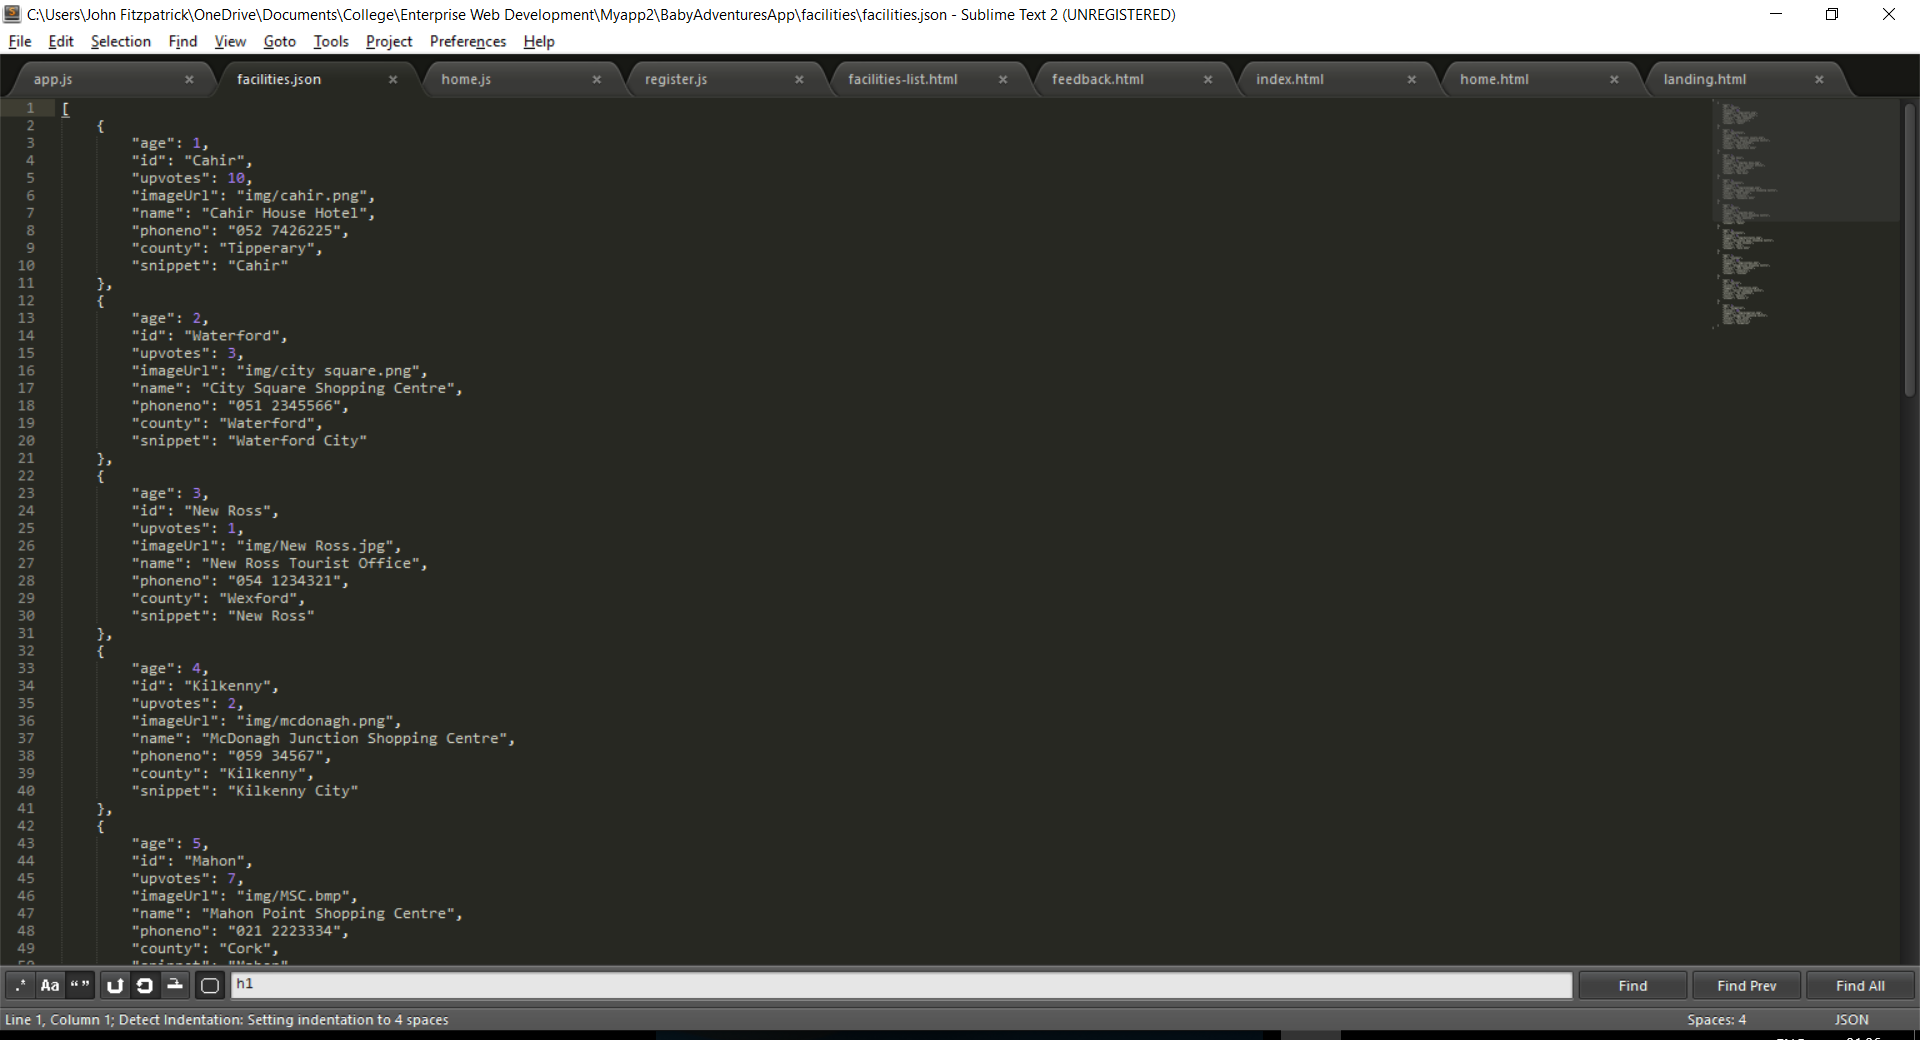 C:\Users\John Fitzpatrick\OneDrive\Documents\College\Enterprise Web Development\Myapp2\BabyAdventuresApp\facilities\facilities.json - Sublime Text 2 (UNREGISTERED)
File Edit Selection Find View Goto Tools Project Preferences Help
app.js × facilities.json × home.js × register.js × facilities-list.html × feedback.html × index.html × home.html × landing.html ×
1 [
2 {
3 "age": 1,
4 "id": "Cahir",
5 "upvotes": 10,
6 "imageUrl": "img/cahir.png",
7 "name": "Cahir House Hotel",
8 "phoneno": "052 7426225",
9 "county": "Tipperary",
10 "snippet": "Cahir"
11 },
12 {
13 "age": 2,
14 "id": "Waterford",
15 "upvotes": 3,
16 "imageUrl": "img/city square.png",
17 "name": "City Square Shopping Centre",
18 "phoneno": "051 2345566",
19 "county": "Waterford",
20 "snippet": "Waterford City"
21 },
22 {
23 "age": 3,
24 "id": "New Ross",
25 "upvotes": 1,
26 "imageUrl": "img/New Ross.jpg",
27 "name": "New Ross Tourist Office",
28 "phoneno": "054 1234321",
29 "county": "Wexford",
30 "snippet": "New Ross"
31 },
32 {
33 "age": 4,
34 "id": "Kilkenny",
35 "upvotes": 2,
36 "imageUrl": "img/mcdonagh.png",
37 "name": "McDonagh Junction Shopping Centre",
38 "phoneno": "059 34567",
39 "county": "Kilkenny",
40 "snippet": "Kilkenny City"
41 },
42 {
43 "age": 5,
44 "id": "Mahon",
45 "upvotes": 7,
46 "imageUrl": "img/MSC.bmp",
47 "name": "Mahon Point Shopping Centre",
48 "phoneno": "021 2223334",
49 "county": "Cork",
.* Aa “” h1 Find Find Prev Find All
Line 1, Column 1; Detect Indentation: Setting indentation to 4 spaces Spaces: 4 JSON